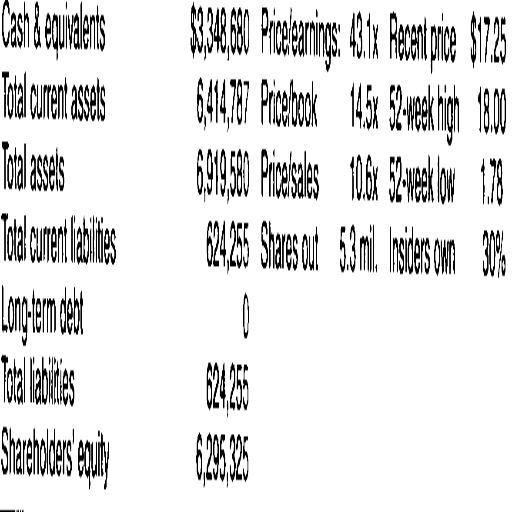 Cash & equivalents $3,348,680 Price/earnings: 43.1x Recent price $17.25
Total current assets 6,414,787 Price/book 14.5x 52-week high 18.00
Total assets 6,919,580 Price/sales 10.6x 52-week low 1.78
Total current liabilities 624,255 Shares out 5.3 mil. Insiders own 30%
Long-term debt 0
Total liabilities 624,255
Shareholders' equity 6,295,325